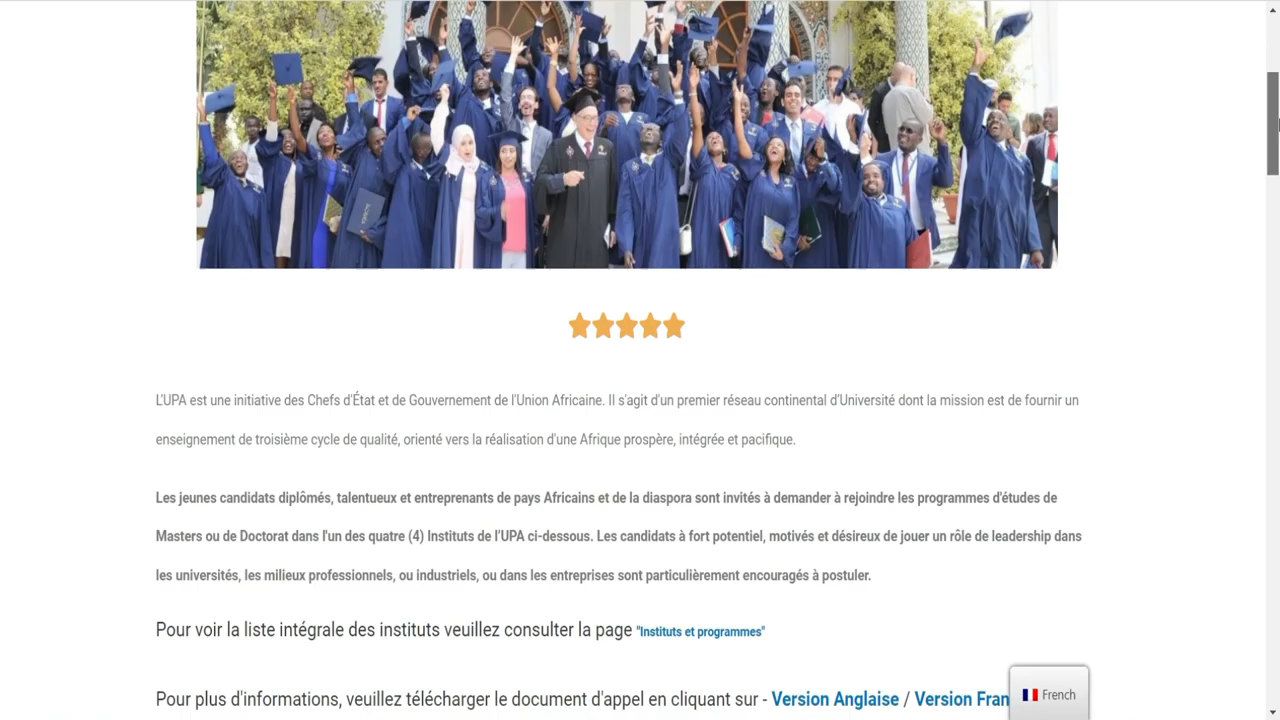 L'UPA est une initiative des Chefs d'État et de Gouvernement de l'Union Africaine. Il s'agit d'un premier réseau continental d'Université dont la mission est de fournir un
enseignement de troisième cycle de qualité, orienté vers la réalisation d'une Afrique prospère, intégrée et pacifique.
Les jeunes candidats diplômés, talentueux et entreprenants de pays Africains et de la diaspora sont invités à demander à rejoindre les programmes d'études de
Masters ou de Doctorat dans l'un des quatre (4) Instituts de l'UPA ci-dessous. Les candidats à fort potentiel, motivés et désireux de jouer un rôle de leadership dans
les universités, les milieux professionnels, ou industriels, ou dans les entreprises sont particulièrement encouragés à postuler.
Pour voir la liste intégrale des instituts veuillez consulter la page "Instituts et programmes"
Pour plus d'informations, veuillez télécharger le document d'appel en cliquant sur - Version Anglaise / Version Fran
French